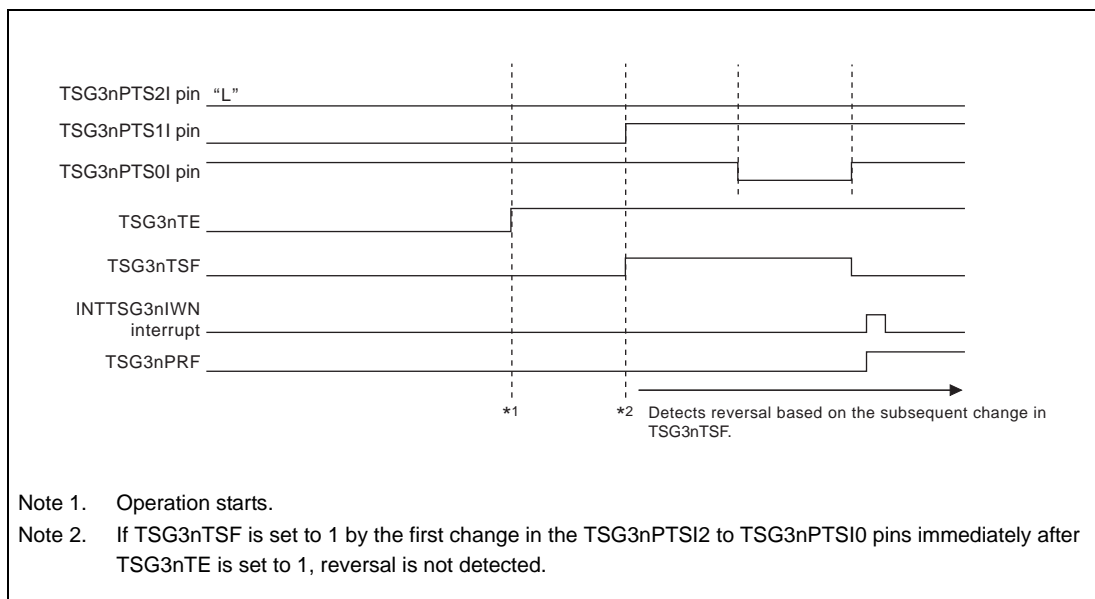 TSG3nPTS2I pin “L”
TSG3nPTS1I pin
TSG3nPTS0I pin
TSG3nTE
TSG3nTSF
INTTSG3nIWN
interrupt
TSG3nPRF
*1
*2 Detects reversal based on the subsequent change in
TSG3nTSF.
Note 1. Operation starts.
Note 2. If TSG3nTSF is set to 1 by the first change in the TSG3nPTSI2 to TSG3nPTSI0 pins immediately after
TSG3nTE is set to 1, reversal is not detected.